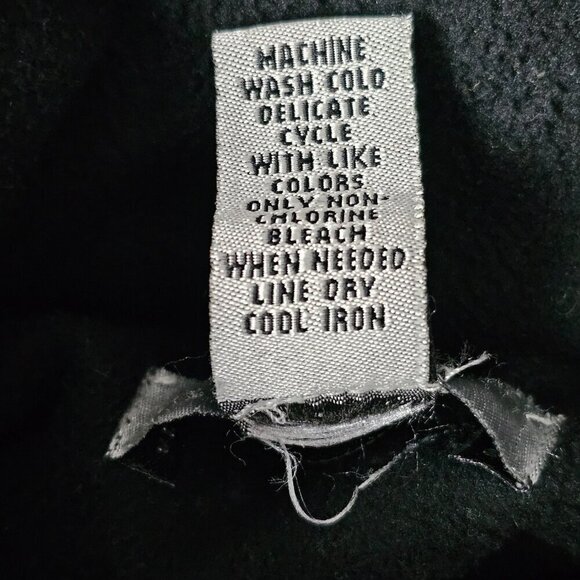 MACHINE
WASH COLD
DELICATE
CYCLE
WITH LIKE
COLORS
ONLY NON-
CHLORINE
BLEACH
WHEN NEEDED
LINE DRY
COOL IRON